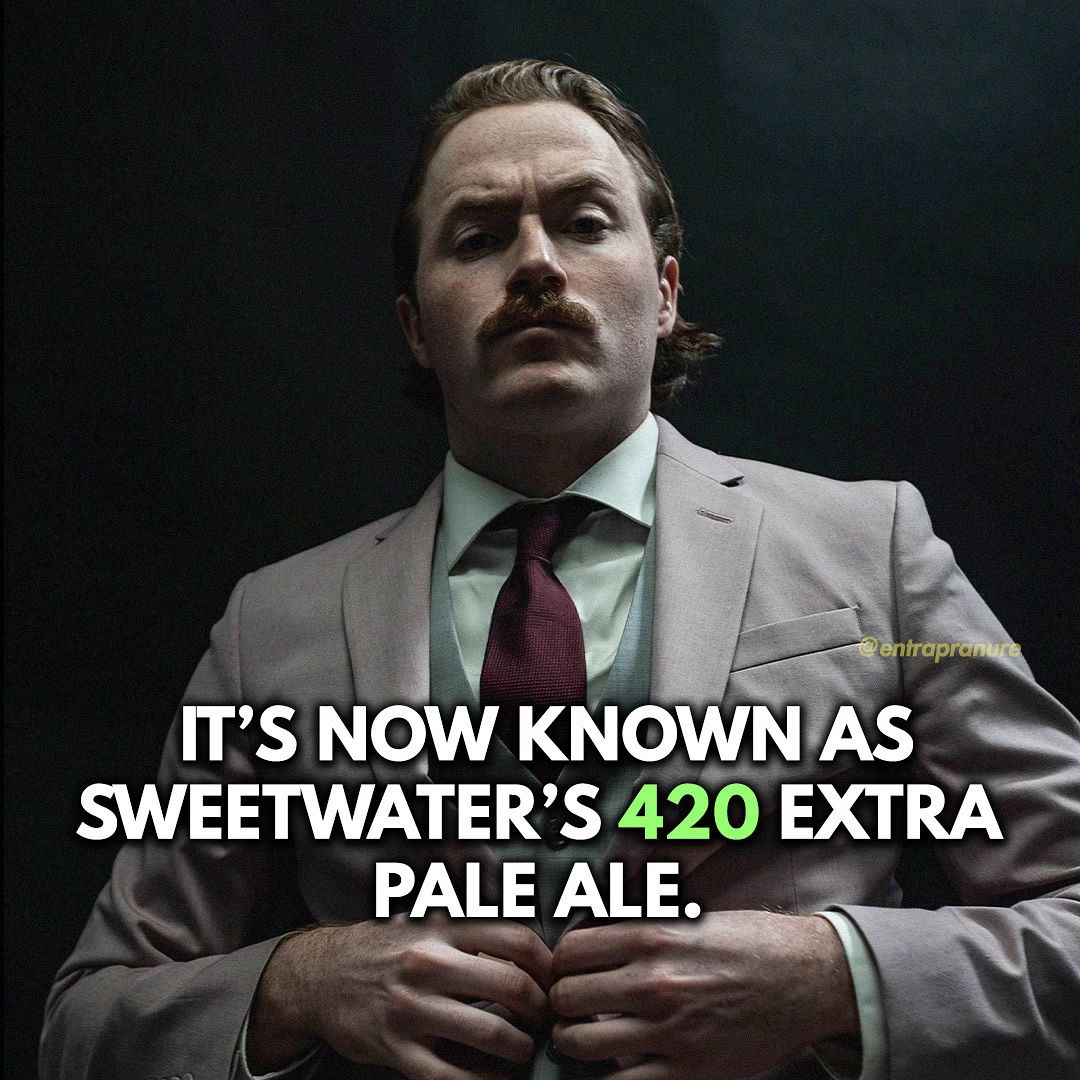 @entrapranure
IT’S NOW KNOWN AS
SWEETWATER’S 420 EXTRA
PALE ALE.